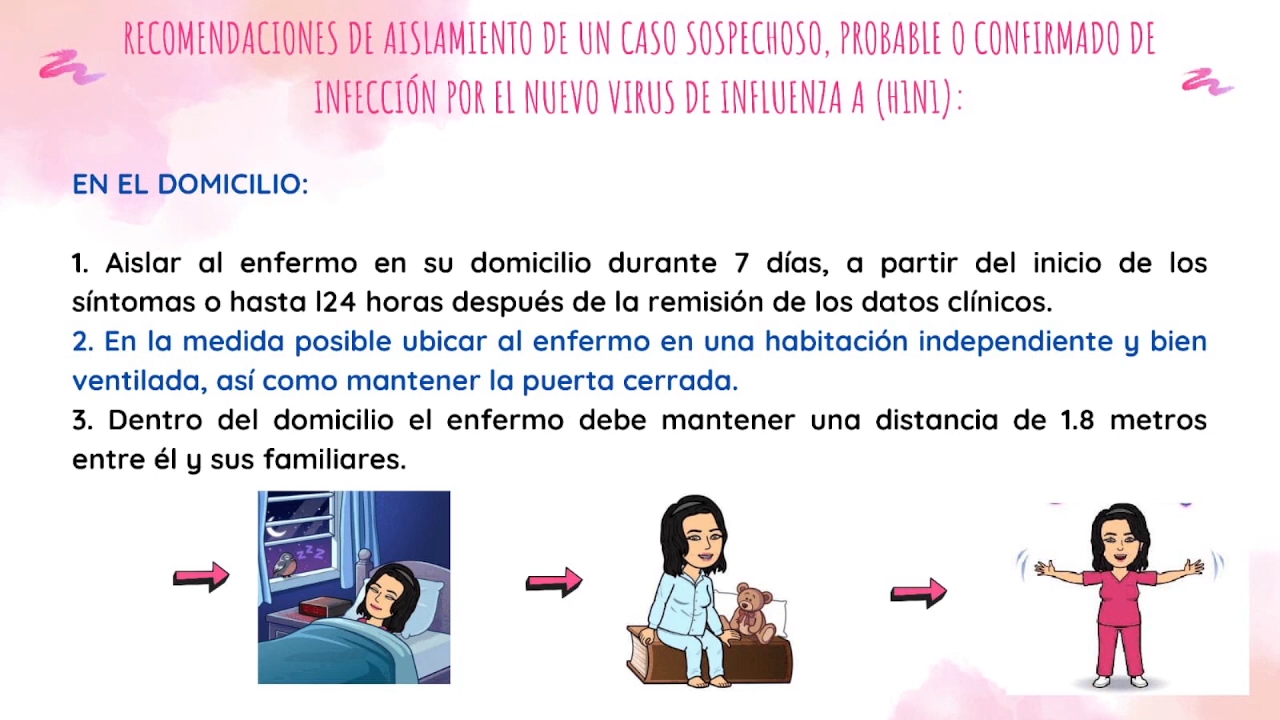 RECOMENDACIONES DE AISLAMIENTO DE UN CASO SOSPECHOSO, PROBABLE O CONFIRMADO DE
INFECCIÓN POR EL NUEVO VIRUS DE INFLUENZA A (H1N1):
EN EL DOMICILIO:
1. Aislar al enfermo en su domicilio durante 7 días, a partir del inicio de los
síntomas o hasta l24 horas después de la remisión de los datos clínicos.
2. En la medida posible ubicar al enfermo en una habitación independiente y bien
ventilada, así como mantener la puerta cerrada.
3. Dentro del domicilio el enfermo debe mantener una distancia de 1.8 metros
entre él y sus familiares.
zzz